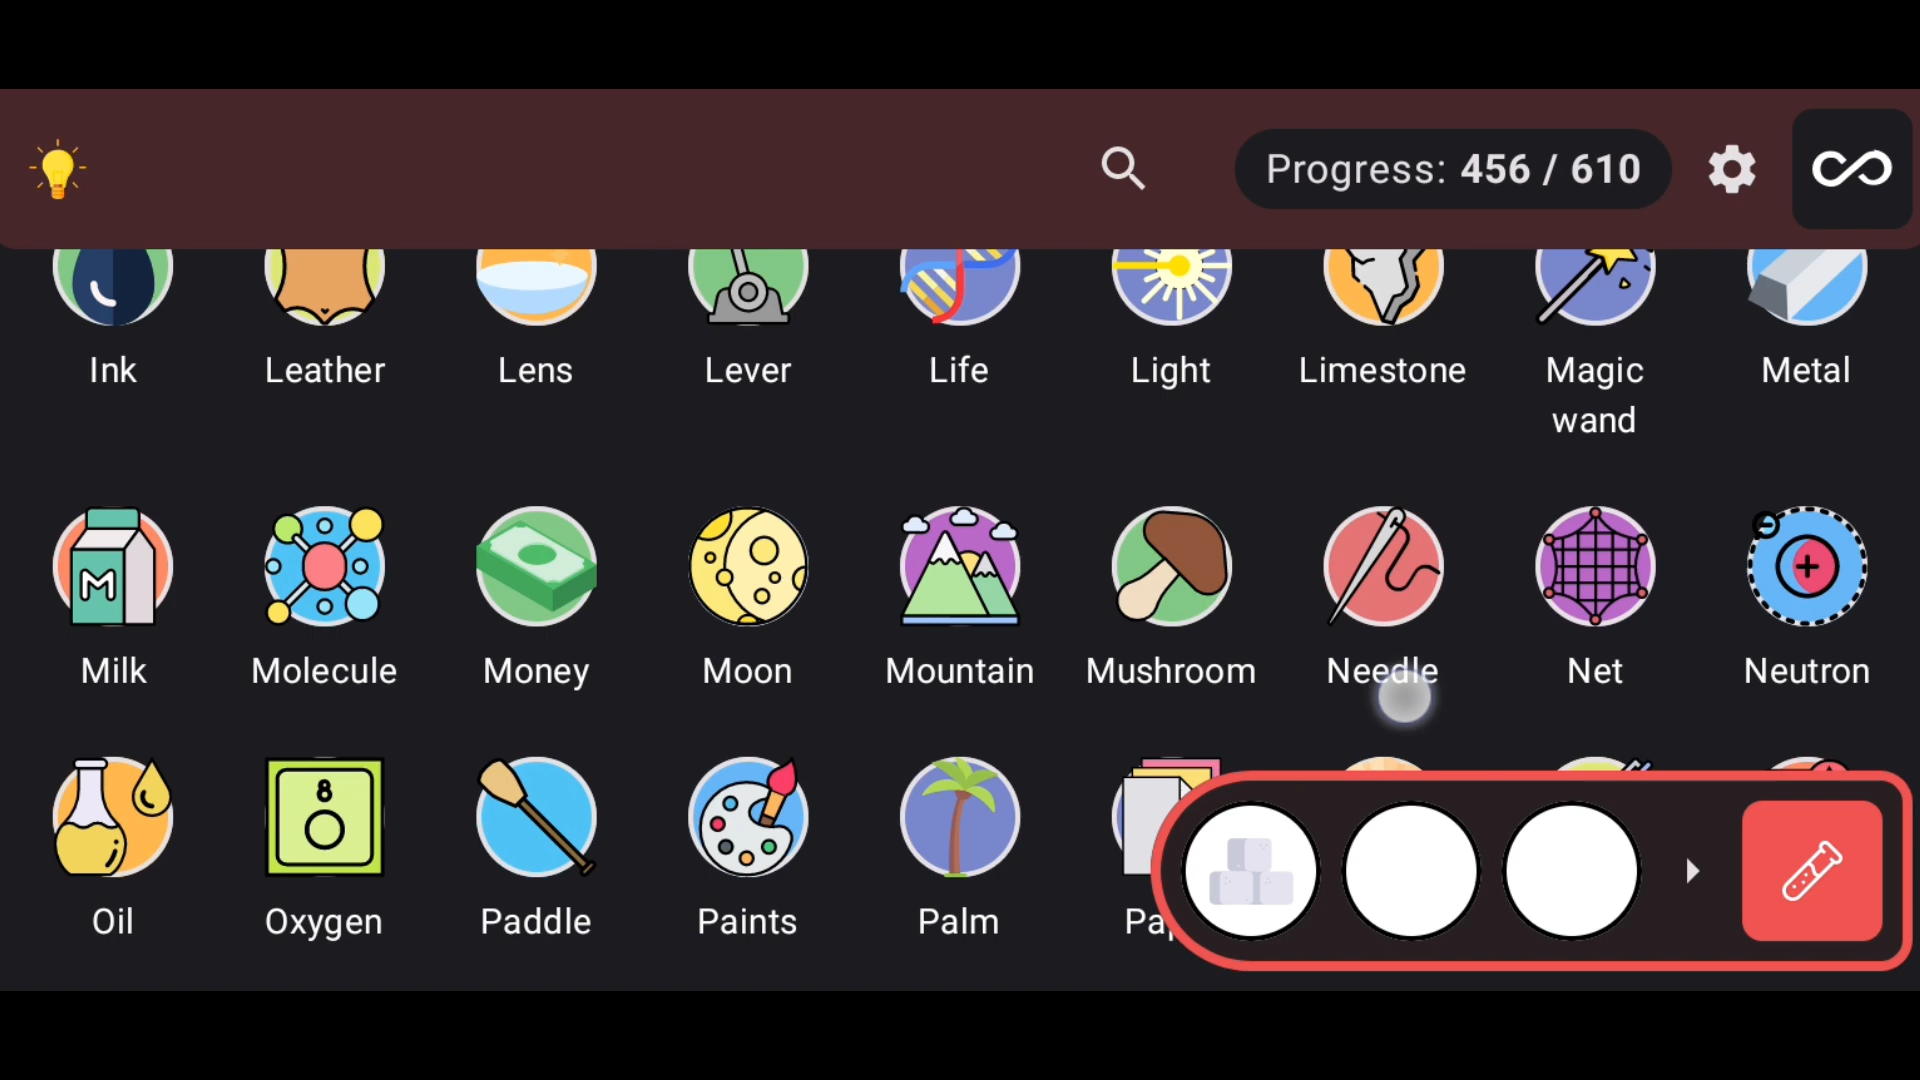 Progress: 456 / 610
Ink
Leather
Lens
Lever
Life
Light
Limestone
Magic
wand
Metal
M
Milk
Molecule
Money
Moon
Mountain
Mushroom
Needle
Net
Neutron
8
O
Oil
Oxygen
Paddle
Paints
Palm